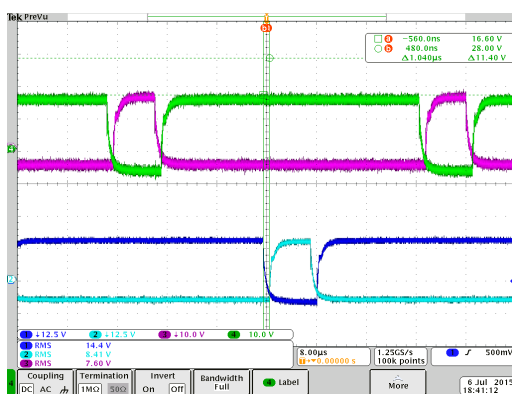 Tek PreVu
a -560.0ns 16.60 V
b 480.0ns 28.00 V
Δ1.040µs Δ11.40 V
1 12.5 V 2 12.5 V 3 10.0 V 4 10.0 V
1 RMS 14.4 V
2 RMS 8.41 V
3 RMS 7.60 V
8.00µs
0.00000 s
1.25GS/s
100k points
1 500mV
4
Coupling
DC AC
Termination
1MΩ 50Ω
Invert
On Off
Bandwidth
Full
4 Label
More
6 Jul 2015
18:41:12